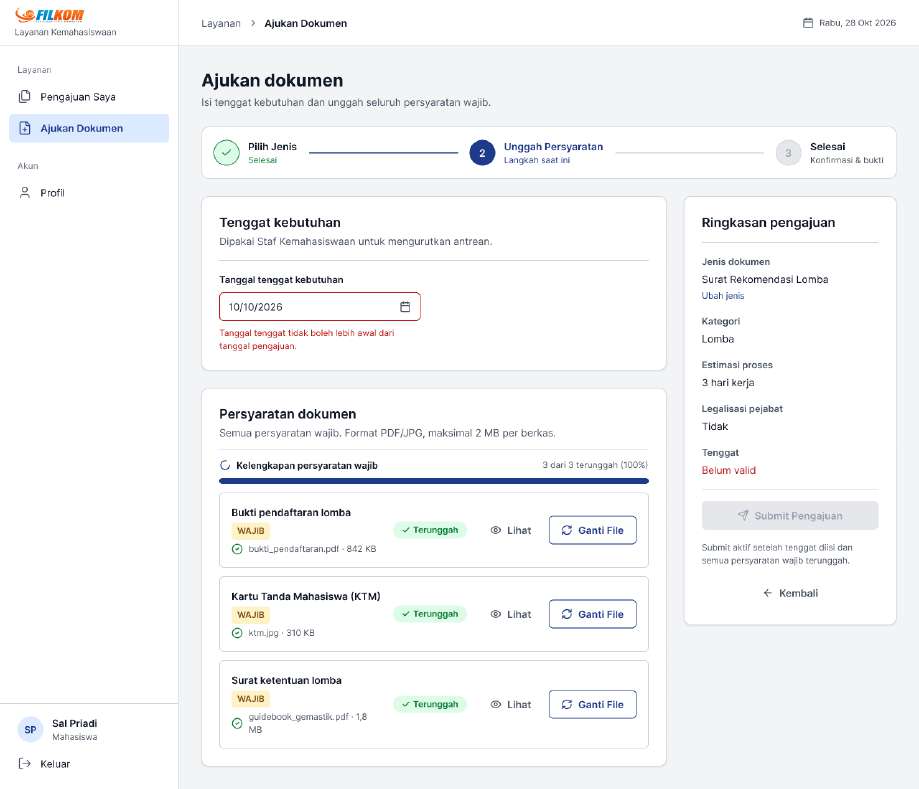 FILKOM
Layanan Kemahasiswaan
Layanan
Pengajuan Saya
Ajukan Dokumen
Akun
Profil
SP
Sal Priadi
Mahasiswa
Keluar
Layanan > Ajukan Dokumen
Rabu, 28 Okt 2026
Ajukan dokumen
Isi tenggat kebutuhan dan unggah seluruh persyaratan wajib.
Pilih Jenis
Selesai
2
Unggah Persyaratan
Langkah saat ini
3
Selesai
Konfirmasi & bukti
Tenggat kebutuhan
Dipakai Staf Kemahasiswaan untuk mengurutkan antrean.
Tanggal tenggat kebutuhan
10/10/2026
Tanggal tenggat tidak boleh lebih awal dari
tanggal pengajuan.
Persyaratan dokumen
Semua persyaratan wajib. Format PDF/JPG, maksimal 2 MB per berkas.
Kelengkapan persyaratan wajib
3 dari 3 terunggah (100%)
Bukti pendaftaran lomba
WAJIB
bukti_pendaftaran.pdf · 842 KB
Terunggah
Lihat
Ganti File
Kartu Tanda Mahasiswa (KTM)
WAJIB
ktm.jpg · 310 KB
Terunggah
Lihat
Ganti File
Surat ketentuan lomba
WAJIB
guidebook_gemastik.pdf · 1,8
MB
Terunggah
Lihat
Ganti File
Ringkasan pengajuan
Jenis dokumen
Surat Rekomendasi Lomba
Ubah jenis
Kategori
Lomba
Estimasi proses
3 hari kerja
Legalisasi pejabat
Tidak
Tenggat
Belum valid
Submit Pengajuan
Submit aktif setelah tenggat diisi dan
semua persyaratan wajib terunggah.
Kembali